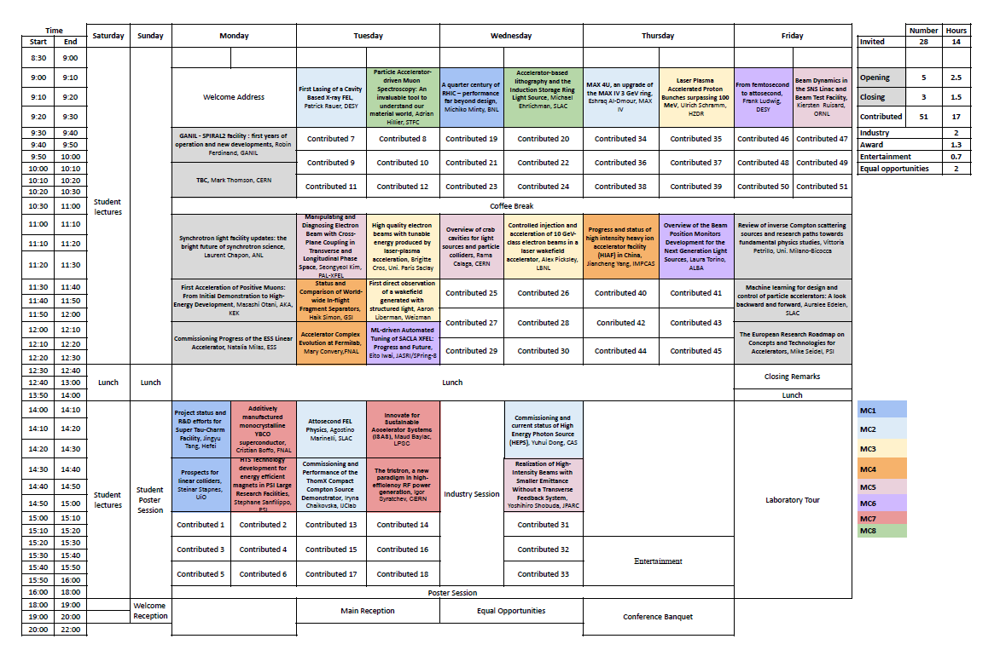 Time
Saturday
Sunday
Monday
Tuesday
Wednesday
Thursday
Friday
Start
End
Number
Hours
Invited
28
14
Opening
5
2.5
Closing
3
1.5
Contributed
51
17
Industry
2
Award
1.3
Entertainment
0.7
Equal opportunities
2
8:30 9:00
9:00 9:10
9:10 9:20
9:20 9:30
9:30 9:40
9:40 9:50
9:50 10:00
10:00 10:10
10:10 10:20
10:20 10:30
10:30 11:00
11:00 11:10
11:10 11:20
11:20 11:30
11:30 11:40
11:40 11:50
11:50 12:00
12:00 12:10
12:10 12:20
12:20 12:30
12:30 12:40
12:40 13:00
13:50 14:00
14:00 14:10
14:10 14:20
14:20 14:30
14:30 14:40
14:40 14:50
14:50 15:00
15:00 15:10
15:10 15:20
15:20 15:30
15:30 15:40
15:40 15:50
15:50 16:00
16:00 18:00
18:00 19:00
19:00 20:00
20:00 22:00
Student
lectures
Welcome Address
First Lasing of a Cavity
Based X-ray FEL,
Patrick Rauer, DESY
Particle Accelerator-
driven Muon
Spectroscopy: An
invaluable tool to
understand our
material world, Adrian
Hillier, STFC
A quarter century of
RHIC – performance
far beyond design,
Michiko Minty, BNL
Accelerator-based
lithography and the
Induction Storage Ring
Light Source, Michael
Ehrlichman, SLAC
MAX 4U, an upgrade of
the MAX IV 3 GeV ring,
Eshraq Al-Dmour, MAX
IV
Laser Plasma
Accelerated Proton
Bunches surpassing 100
MeV, Ulrich Schramm,
HZDR
From femtosecond
to attosecond,
Frank Ludwig,
DESY
Beam Dynamics in
the SNS Linac and
Beam Test Facility,
Kiersten Ruisard,
ORNL
GANIL - SPIRAL2 facility : first years of
operation and new developments, Robin
Ferdinand, GANIL
TBC, Mark Thomson, CERN
Contributed 7
Contributed 8
Contributed 19
Contributed 20
Contributed 34
Contributed 35
Contributed 46
Contributed 47
Contributed 9
Contributed 10
Contributed 21
Contributed 22
Contributed 36
Contributed 37
Contributed 48
Contributed 49
Contributed 11
Contributed 12
Contributed 23
Contributed 24
Contributed 38
Contributed 39
Contributed 50
Contributed 51
Coffee Break
Synchrotron light facility updates: the
bright future of synchrotron science,
Laurent Chapon, ANL
Manipulating and
Diagnosing Electron
Beam with Cross-
Plane Coupling in
Transverse and
Longitudinal Phase
Space, Seongyeol Kim,
PAL-XFEL
High quality electron
beams with tunable
energy produced by
laser-plasma
acceleration, Brigitte
Cros, Uni. Paris Saclay
Overview of crab
cavities for light
sources and particle
colliders, Rama
Calaga, CERN
Controlled injection and
acceleration of 10 GeV-
class electron beams in a
laser wakefield
accelerator, Alex Picksley,
LBNL
Progress and status of
high intensity heavy ion
accelerator facility
(HIAF) in China,
Jiancheng Yang, IMPCAS
Overview of the Beam
Position Monitors
Development for the
Next Generation Light
Sources, Laura Torino,
ALBA
Review of inverse Compton scattering
sources and research paths towards
fundamental physics studies, Vittoria
Petrillo, Uni. Milano-Bicocca
First Acceleration of Positive Muons:
From Initial Demonstration to High-
Energy Development, Masashi Otani, AKA,
KEK
Status and
Comparison of World-
wide In-flight
Fragment Separators,
Haik Simon, GSI
First direct observation
of a wakefield
generated with
structured light, Aaron
Liberman, Weizman
Contributed 25
Contributed 26
Contributed 40
Contributed 41
Machine learning for design and
control of particle accelerators: A look
backward and forward, Auralee Edelen,
SLAC
Contributed 27
Contributed 28
Contributed 42
Contributed 43
Commissioning Progress of the ESS Linear
Accelerator, Natalia Milas, ESS
Accelerator Complex
Evolution at Fermilab,
Mary Convery,FNAL
ML-driven Automated
Tuning of SACLA XFEL:
Progress and Future,
Eito Iwai, JASRI/SPring-8
Contributed 29
Contributed 30
Contributed 44
Contributed 45
The European Research Roadmap on
Concepts and Technologies for
Accelerators, Mike Seidel, PSI
Lunch
Lunch
Lunch
Closing Remarks
Lunch
Student
lectures
Student
Poster
Session
Project status and
R&D efforts for
Super Tau-Charm
Facility, Jingyu
Tang, Hefei
Additively
manufactured
monocrystalline
YBCO
superconductor,
Cristian Boffo, FNAL
Attosecond FEL
Physics, Agostino
Marinelli, SLAC
Innovate for
Sustainable
Accelerator Systems
(ISAS), Maud Baylac,
LPSC
Industry Session
Commissioning and
current status of High
Energy Photon Source
(HEPS), Yuhui Dong, CAS
Laboratory Tour
Prospects for
linear colliders,
Steinar Stapnes,
UiO
HTS Technology
development for
energy efficient
magnets in PSI Large
Research Facilities,
Stephane Sanfilippo,
PSI
Commissioning and
Performance of the
ThomX Compact
Compton Source
Demonstrator, Iryna
Chaikovska, IJClab
The tristron, a new
paradigm in high-
efficiency RF power
generation, Igor
Syratchev, CERN
Realization of High-
Intensity Beams with
Smaller Emittance
Without a Transverse
Feedback System,
Yoshihiro Shobuda, JPARC
Contributed 1
Contributed 2
Contributed 13
Contributed 14
Contributed 31
Contributed 3
Contributed 4
Contributed 15
Contributed 16
Contributed 32
Entertainment
Contributed 5
Contributed 6
Contributed 17
Contributed 18
Contributed 33
Poster Session
Welcome
Reception
Main Reception
Equal Opportunities
Conference Banquet
MC1
MC2
MC3
MC4
MC5
MC6
MC7
MC8